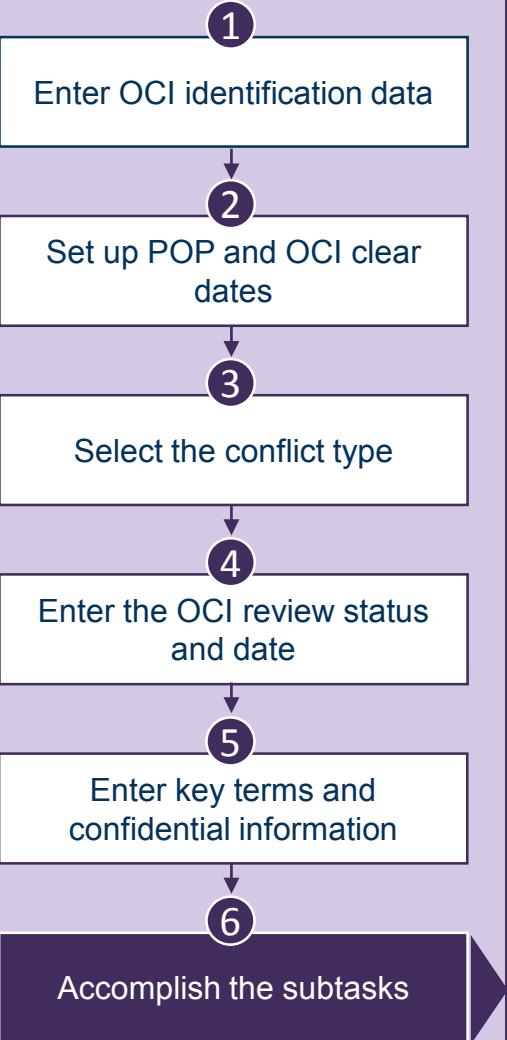 1
Enter OCI identification data
2
Set up POP and OCI clear
dates
3
Select the conflict type
4
Enter the OCI review status
and date
5
Enter key terms and
confidential information
6
Accomplish the subtasks